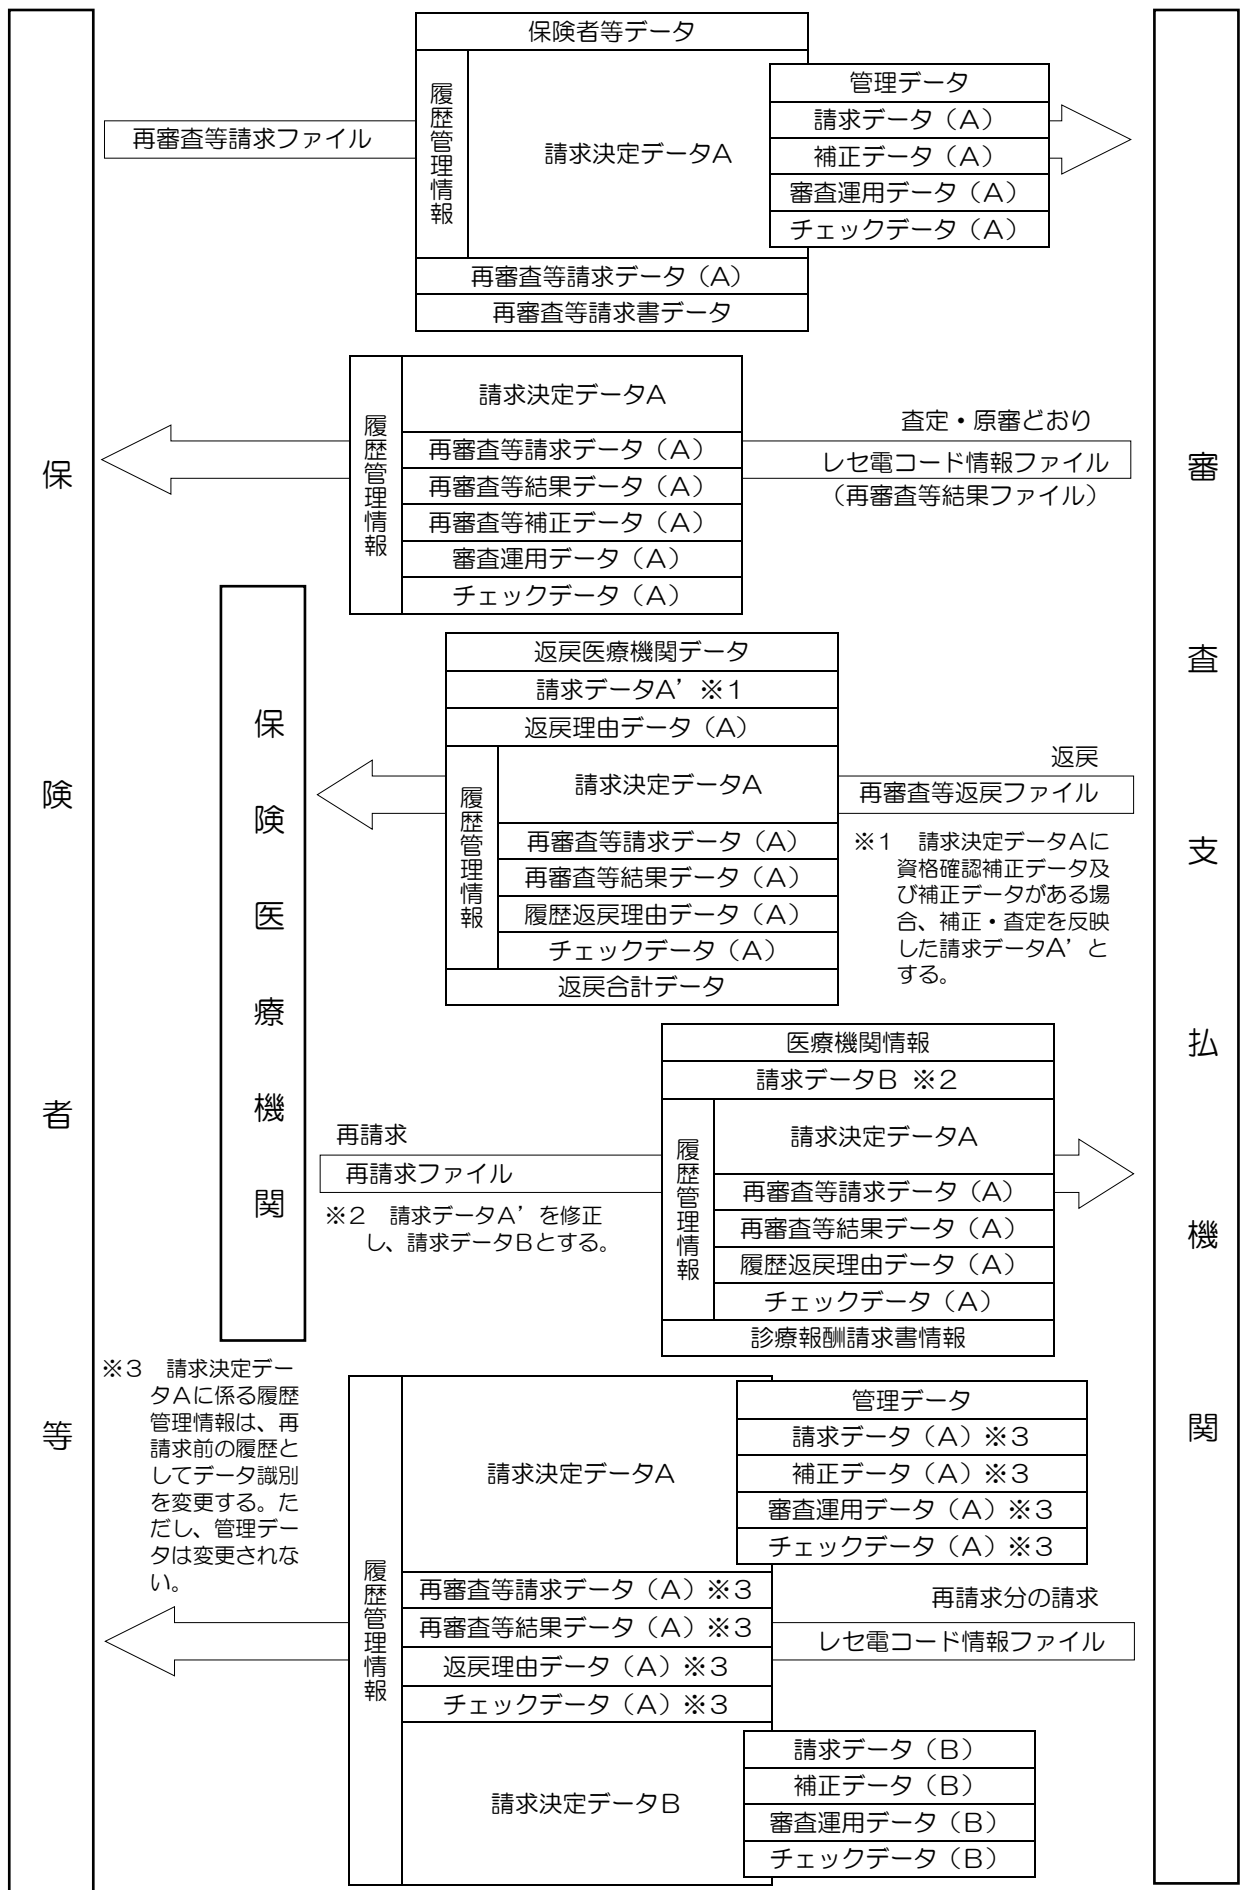 保険者等
審査支払機関
保険医療機関
保険者等データ
履歴管理情報
請求決定データA
管理データ
請求データ（A）
補正データ（A）
審査運用データ（A）
チェックデータ（A）
再審査等請求データ（A）
再審査等請求書データ
再審査等請求ファイル
履歴管理情報
請求決定データA
再審査等請求データ（A）
再審査等結果データ（A）
再審査等補正データ（A）
審査運用データ（A）
チェックデータ（A）
査定・原審どおり
レセ電コード情報ファイル
（再審査等結果ファイル）
返戻医療機関データ
請求データA’ ※1
返戻理由データ（A）
履歴管理情報
請求決定データA
再審査等請求データ（A）
再審査等結果データ（A）
履歴返戻理由データ（A）
チェックデータ（A）
返戻合計データ
返戻
再審査等返戻ファイル
※1　請求決定データAに
資格確認補正データ及
び補正データがある場
合、補正・査定を反映
した請求データA’と
する。
医療機関情報
請求データB ※2
履歴管理情報
請求決定データA
再審査等請求データ（A）
再審査等結果データ（A）
履歴返戻理由データ（A）
チェックデータ（A）
診療報酬請求書情報
再請求
再請求ファイル
※2　請求データA’を修正
し、請求データBとする。
※3　請求決定デー
タAに係る履歴
管理情報は、再
請求前の履歴と
してデータ識別
を変更する。た
だし、管理デー
タは変更されな
い。
履歴管理情報
請求決定データA
管理データ
請求データ（A）※3
補正データ（A）※3
審査運用データ（A）※3
チェックデータ（A）※3
再審査等請求データ（A）※3
再審査等結果データ（A）※3
返戻理由データ（A）※3
チェックデータ（A）※3
再請求分の請求
レセ電コード情報ファイル
請求決定データB
請求データ（B）
補正データ（B）
審査運用データ（B）
チェックデータ（B）